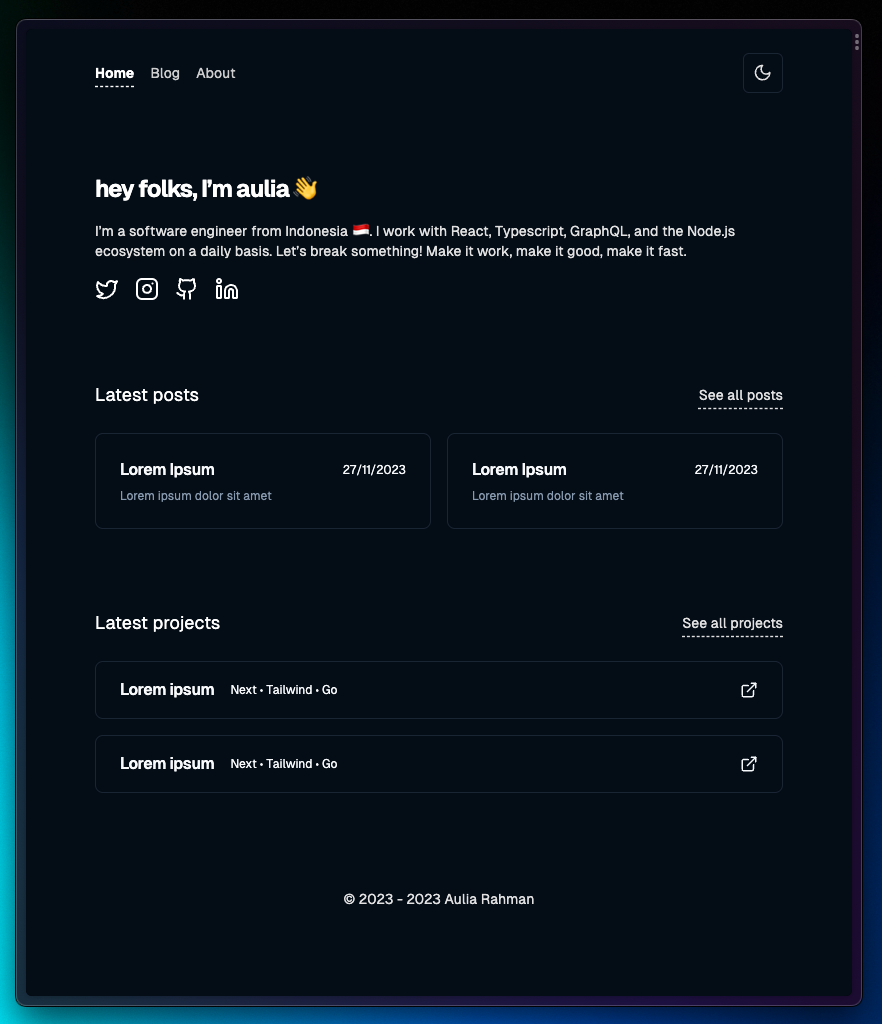 Home Blog About
hey folks, I'm aulia 👋
I'm a software engineer from Indonesia 🇮🇩. I work with React, Typescript, GraphQL, and the Node.js
ecosystem on a daily basis. Let's break something! Make it work, make it good, make it fast.
Latest posts See all posts
Lorem Ipsum 27/11/2023 Lorem Ipsum 27/11/2023
Lorem ipsum dolor sit amet Lorem ipsum dolor sit amet
Latest projects See all projects
Lorem ipsum Next • Tailwind • Go
Lorem ipsum Next • Tailwind • Go
© 2023 - 2023 Aulia Rahman